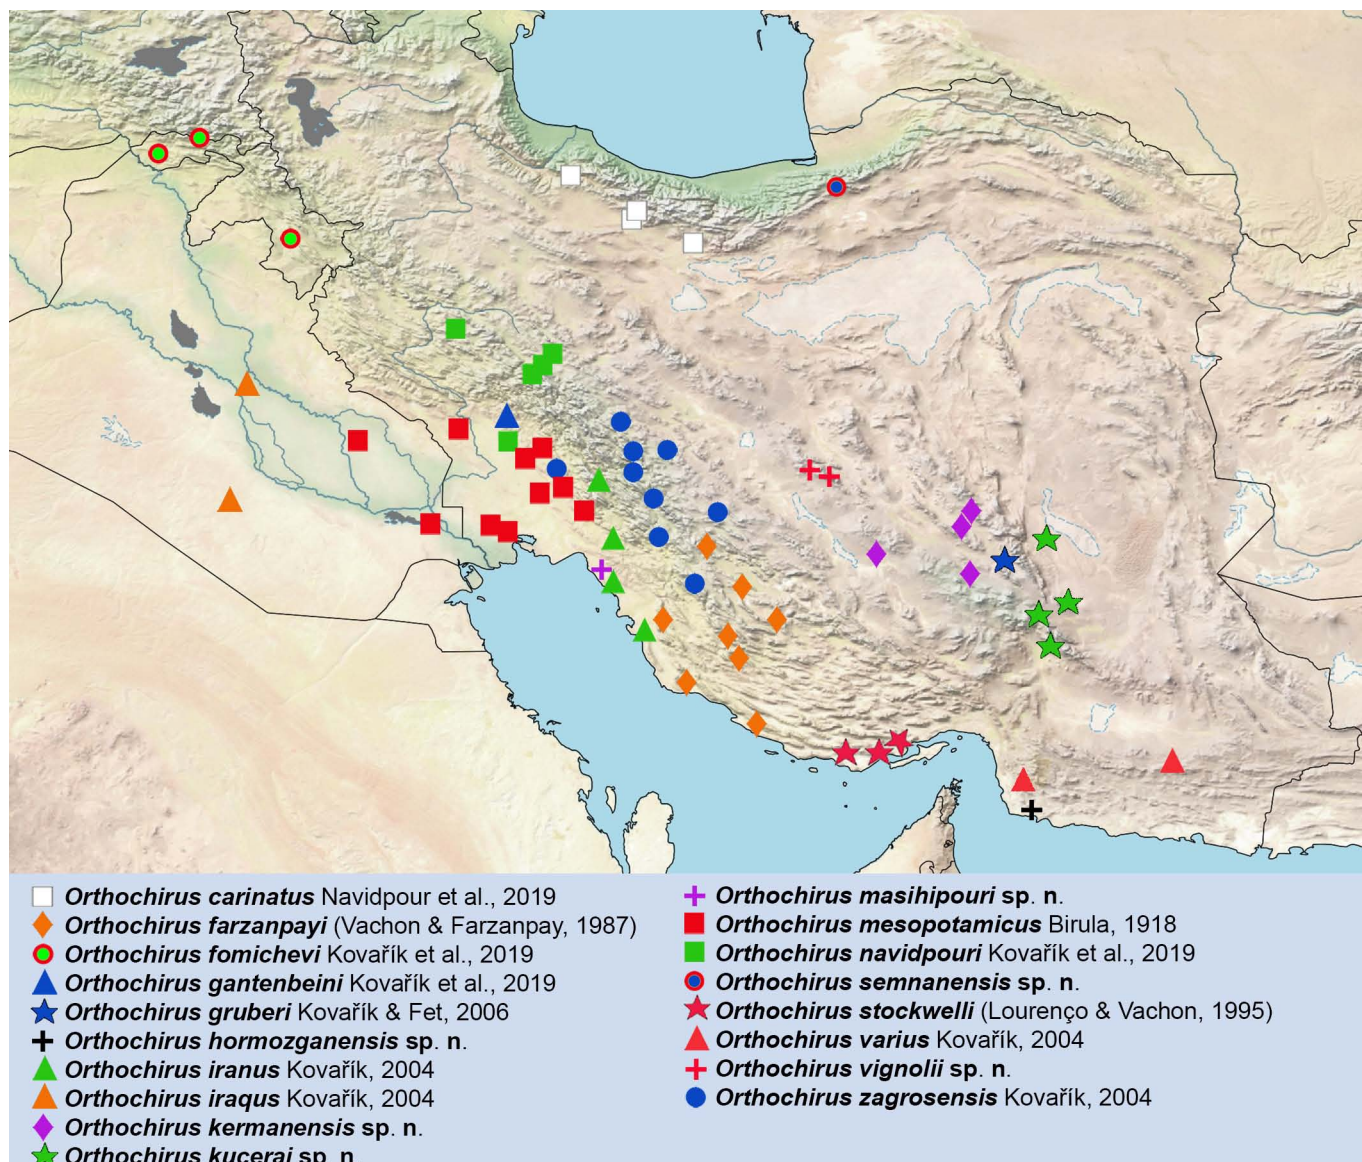 Orthochirus carinatus Navidpour et al., 2019
Orthochirus farzanpayi (Vachon & Farzanpay, 1987)
Orthochirus fomichevi Kovařík et al., 2019
Orthochirus gantenbeini Kovařík et al., 2019
Orthochirus gruberi Kovařík & Fet, 2006
Orthochirus hormozganensis sp. n.
Orthochirus iranus Kovařík, 2004
Orthochirus iraqus Kovařík, 2004
Orthochirus kermanensis sp. n.
Orthochirus kucerai sp. n.
Orthochirus masihipouri sp. n.
Orthochirus mesopotamicus Birula, 1918
Orthochirus navidpouri Kovařík et al., 2019
Orthochirus semnanensis sp. n.
Orthochirus stockwelli (Lourenço & Vachon, 1995)
Orthochirus varius Kovařík, 2004
Orthochirus vignolii sp. n.
Orthochirus zagrosensis Kovařík, 2004